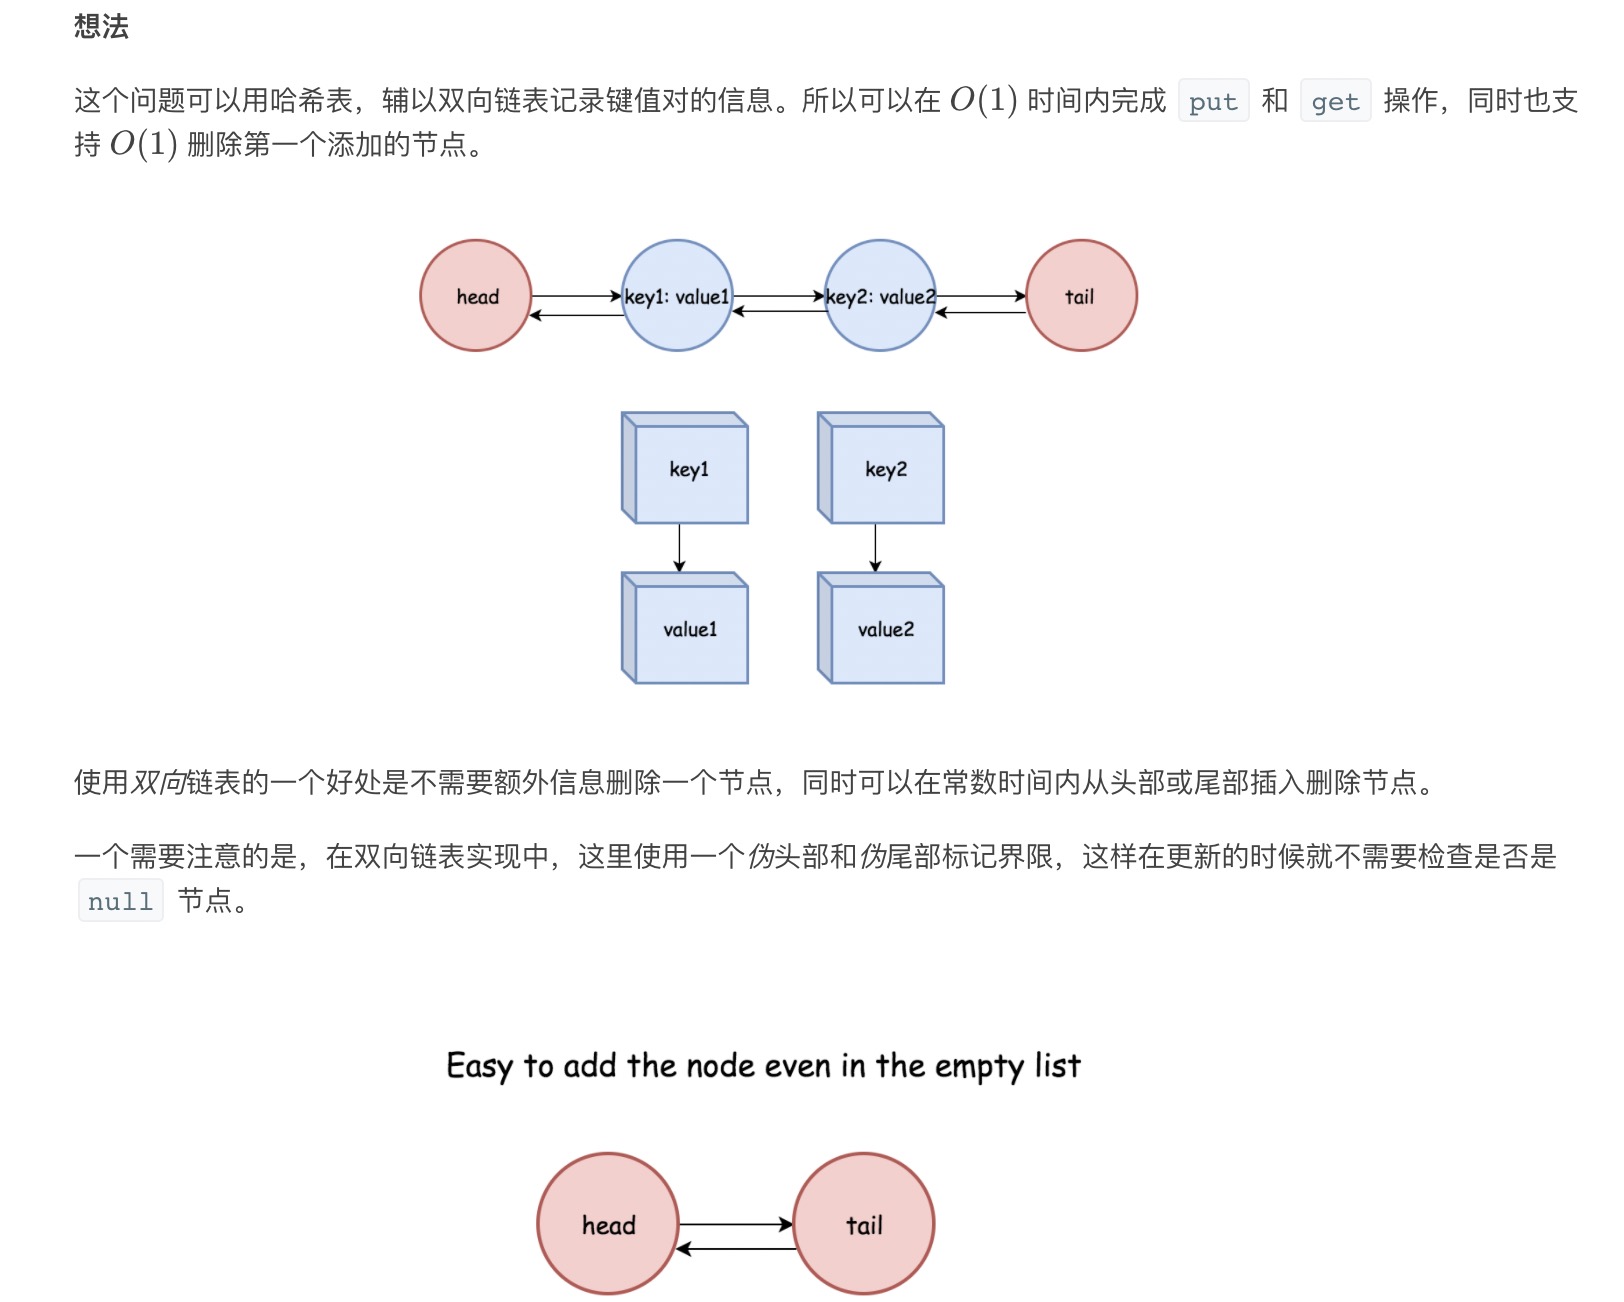 想法
这个问题可以用哈希表，辅以双向链表记录键值对的信息。所以可以在 O(1) 时间内完成 put 和 get 操作，同时也支
持 O(1) 删除第一个添加的节点。
head key1: value1 key2: value2 tail
key1 key2
value1 value2
使用双向链表的一个好处是不需要额外信息删除一个节点，同时可以在常数时间内从头部或尾部插入删除节点。
一个需要注意的是，在双向链表实现中，这里使用一个伪头部和伪尾部标记界限，这样在更新的时候就不需要检查是否是
null 节点。
Easy to add the node even in the empty list
head tail